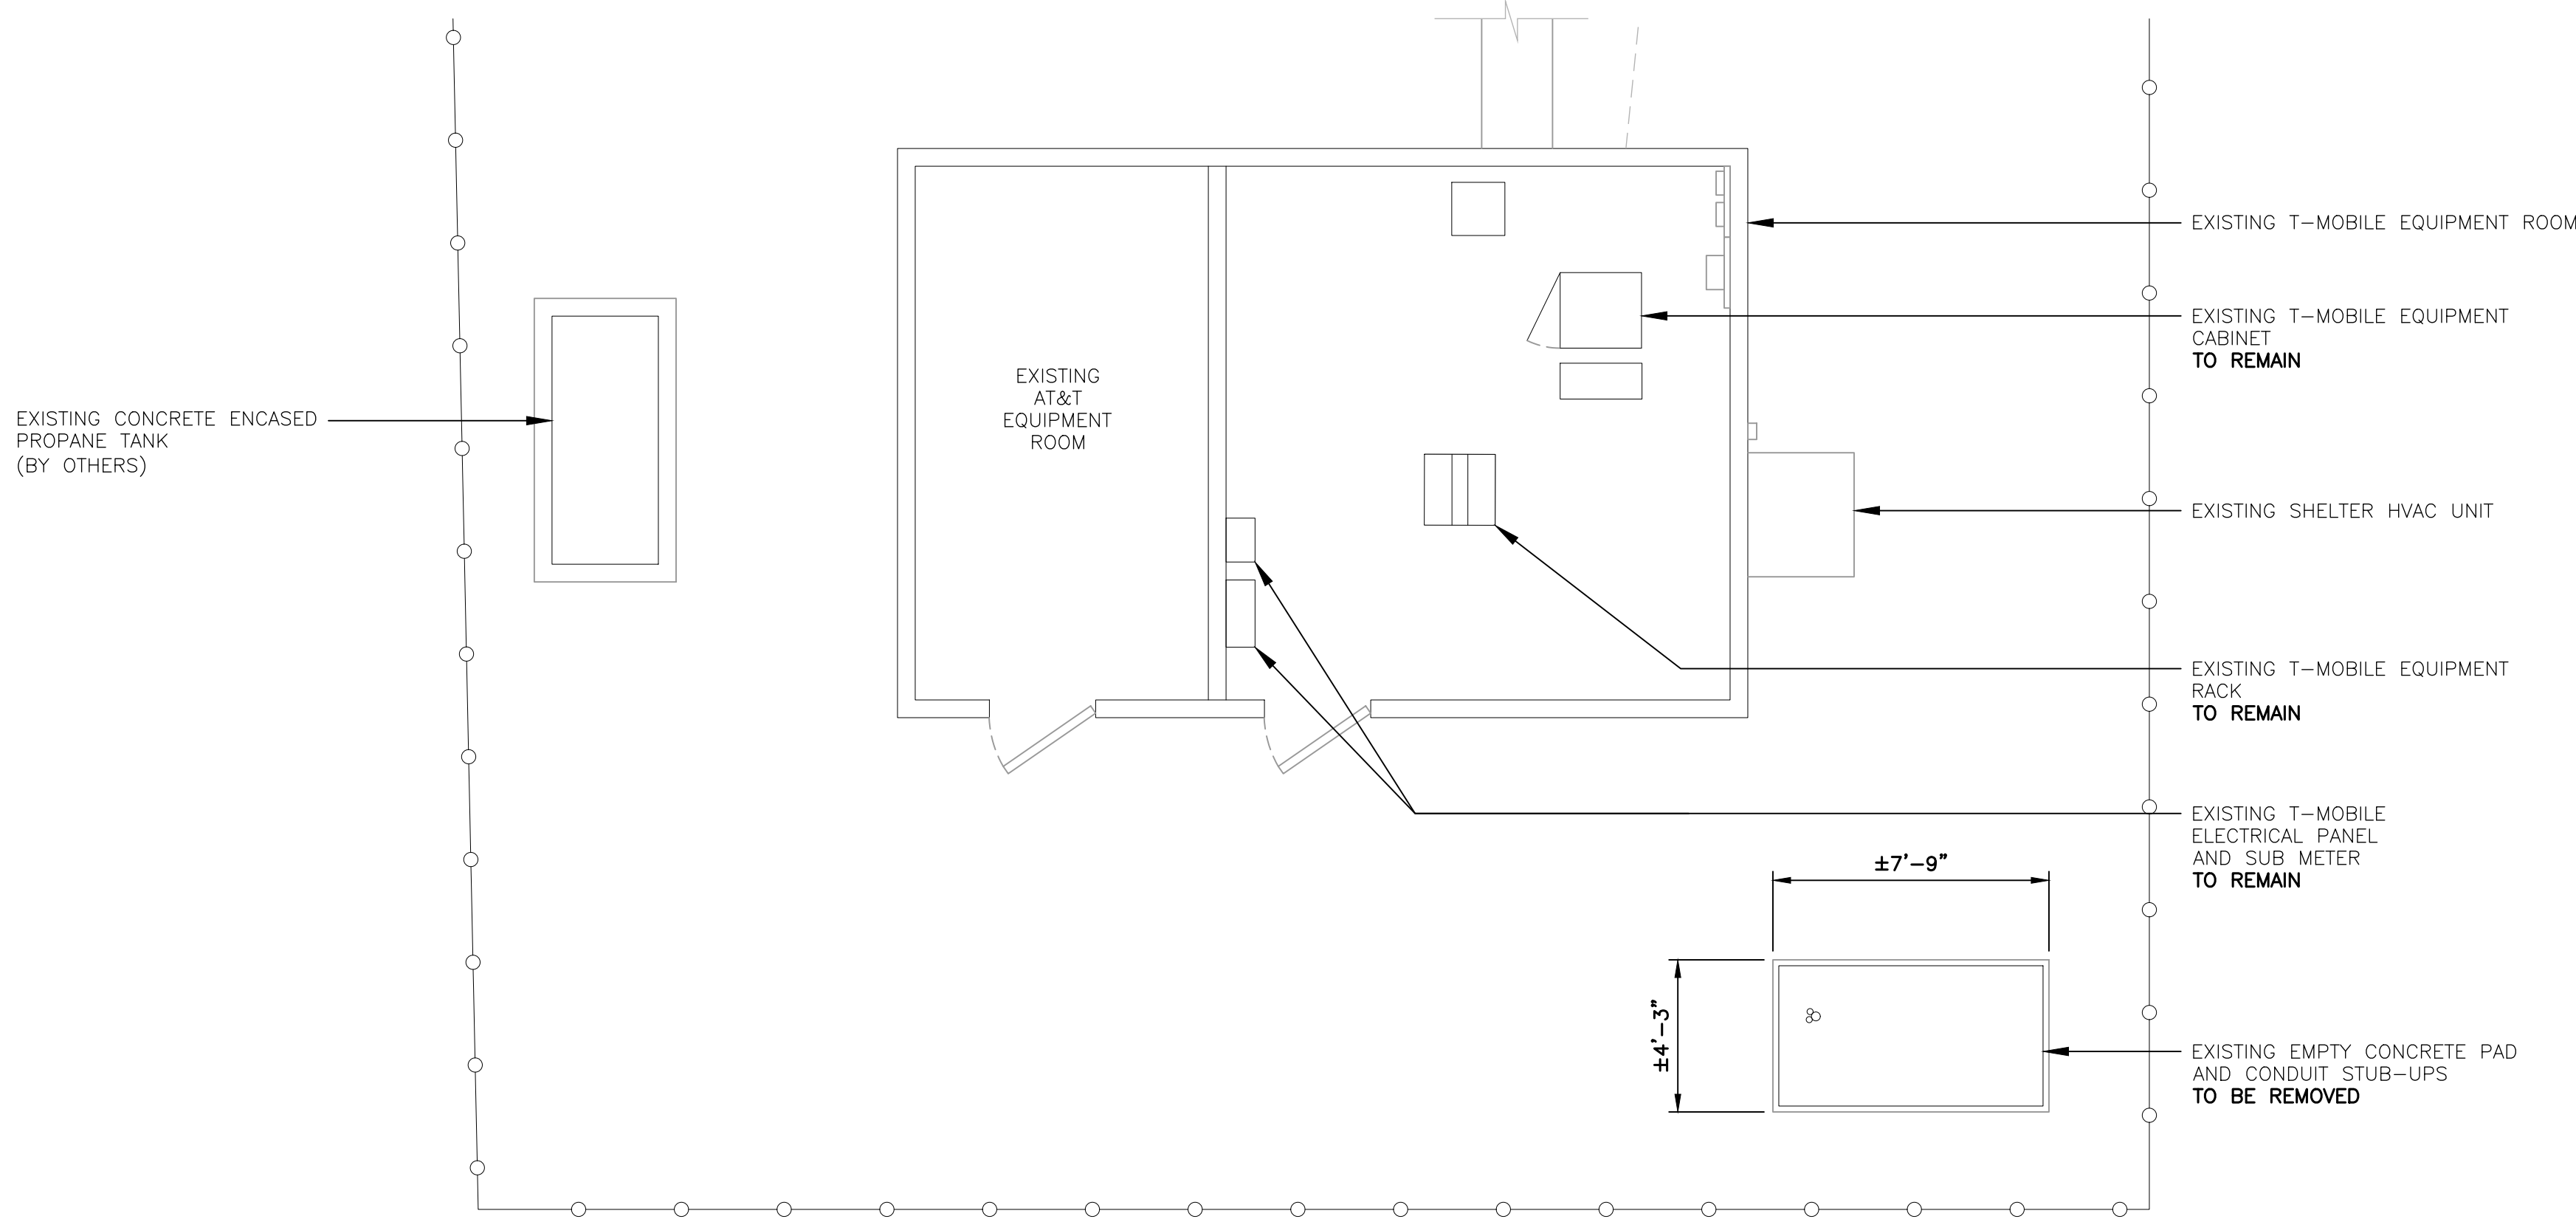 EXISTING T-MOBILE EQUIPMENT ROOM
EXISTING T-MOBILE EQUIPMENT
CABINET
TO REMAIN
EXISTING
AT&T
EQUIPMENT
ROOM
EXISTING CONCRETE ENCASED
PROPANE TANK
(BY OTHERS)
EXISTING SHELTER HVAC UNIT
EXISTING T-MOBILE EQUIPMENT
RACK
TO REMAIN
EXISTING T-MOBILE
ELECTRICAL PANEL
AND SUB METER
TO REMAIN
±7'-9"
±4'-3"
EXISTING EMPTY CONCRETE PAD
AND CONDUIT STUB-UPS
TO BE REMOVED